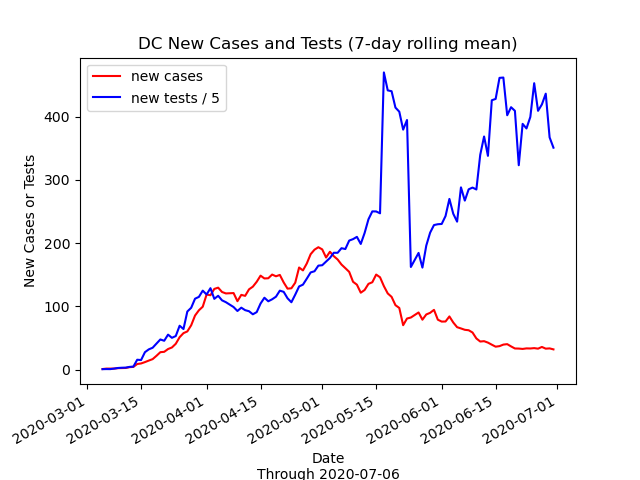 DC New Cases and Tests (7-day rolling mean)
new cases
new tests / 5
New Cases or Tests
400
300
200
100
0
2020-03-01
2020-03-15
2020-04-01
2020-04-15
2020-05-01
2020-05-15
2020-06-01
2020-06-15
2020-07-01
Date
Through 2020-07-06